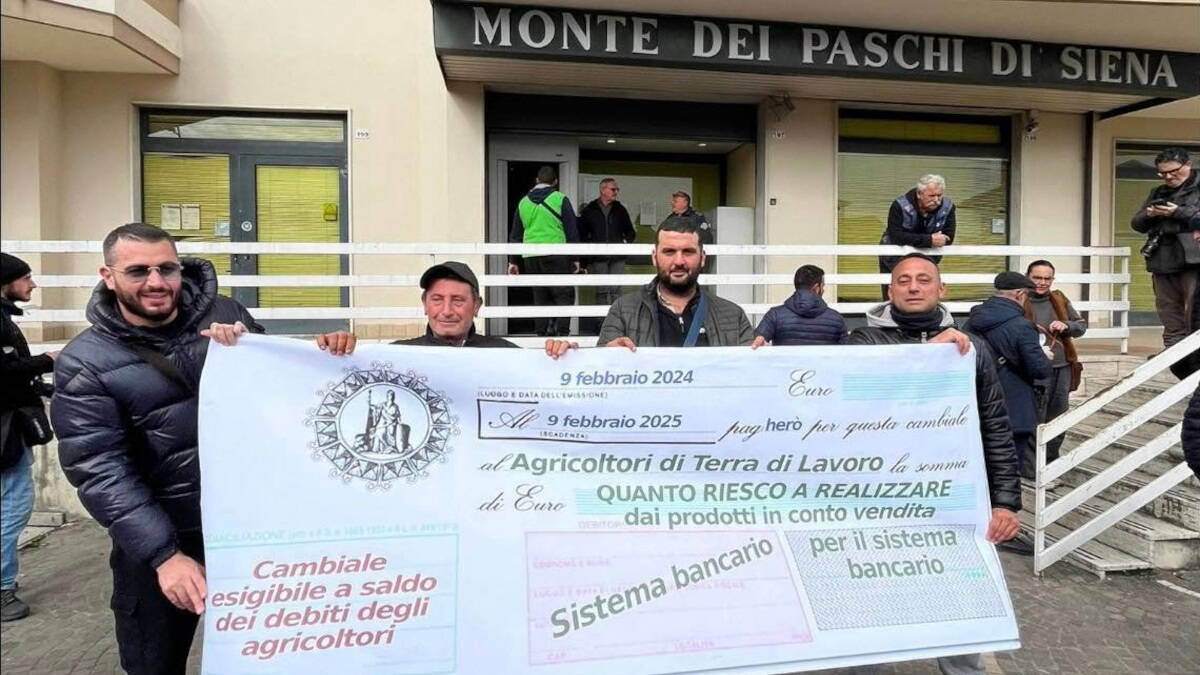 MONTE DEI PASCHI DI SIENA
9 febbraio 2024
Euro
(LUOGO E DATA DELL'EMISSIONE)
Al 9 febbraio 2025 pagherò per questa cambiale
(SCADENZA)
al Agricoltori di Terra di Lavoro la somma
di Euro QUANTO RIESCO A REALIZZARE
dai prodotti in conto vendita
Cambiale
esigibile a saldo
dei debiti degli
agricoltori
Sistema bancario
per il sistema
bancario